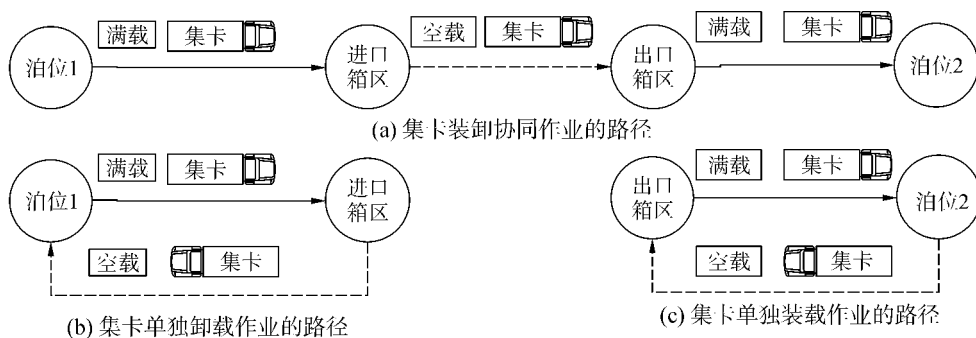 满载 集卡 空载 集卡 满载 集卡
泊位1 进口箱区 出口箱区 泊位2
(a) 集卡装卸协同作业的路径
满载 集卡
泊位1 进口箱区
空载 集卡
(b) 集卡单独卸载作业的路径
满载 集卡
出口箱区 泊位2
空载 集卡
(c) 集卡单独装载作业的路径